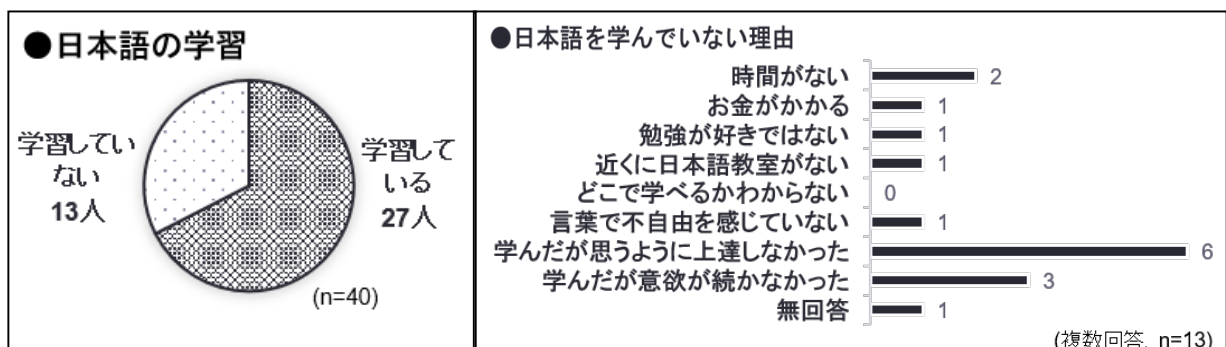 ●日本語の学習
学習してい
ない
13人
学習して
いる
27人
(n=40)
●日本語を学んでいない理由
時間がない 2
お金がかかる 1
勉強が好きではない 1
近くに日本語教室がない 1
どこで学べるかわからない 0
言葉で不自由を感じていない 1
学んだが思うように上達しなかった 6
学んだが意欲が続かなかった 3
無回答 1
(複数回答, n=13)